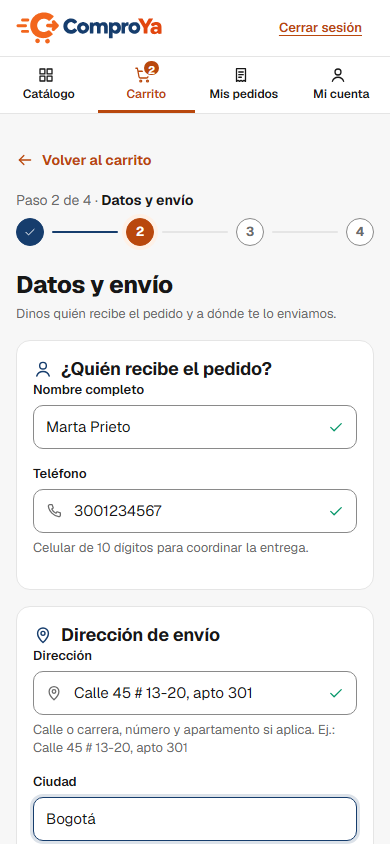 ComproYa
Cerrar sesión
2
Catálogo
Carrito
Mis pedidos
Mi cuenta
Volver al carrito
Paso 2 de 4 · Datos y envío
2
3
4
Datos y envío
Dinos quién recibe el pedido y a dónde te lo enviamos.
¿Quién recibe el pedido?
Nombre completo
Marta Prieto
Teléfono
3001234567
Celular de 10 dígitos para coordinar la entrega.
Dirección de envío
Dirección
Calle 45 # 13-20, apto 301
Calle o carrera, número y apartamento si aplica. Ej.:
Calle 45 # 13-20, apto 301
Ciudad
Bogotá